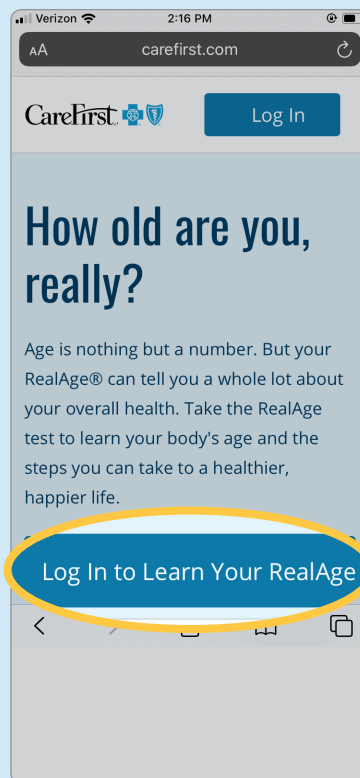 Verizon 2:16 PM
AA carefirst.com
CareFirst Log In
How old are you,
really?
Age is nothing but a number. But your
RealAge® can tell you a whole lot about
your overall health. Take the RealAge
test to learn your body's age and the
steps you can take to a healthier,
happier life.
Log In to Learn Your RealAge